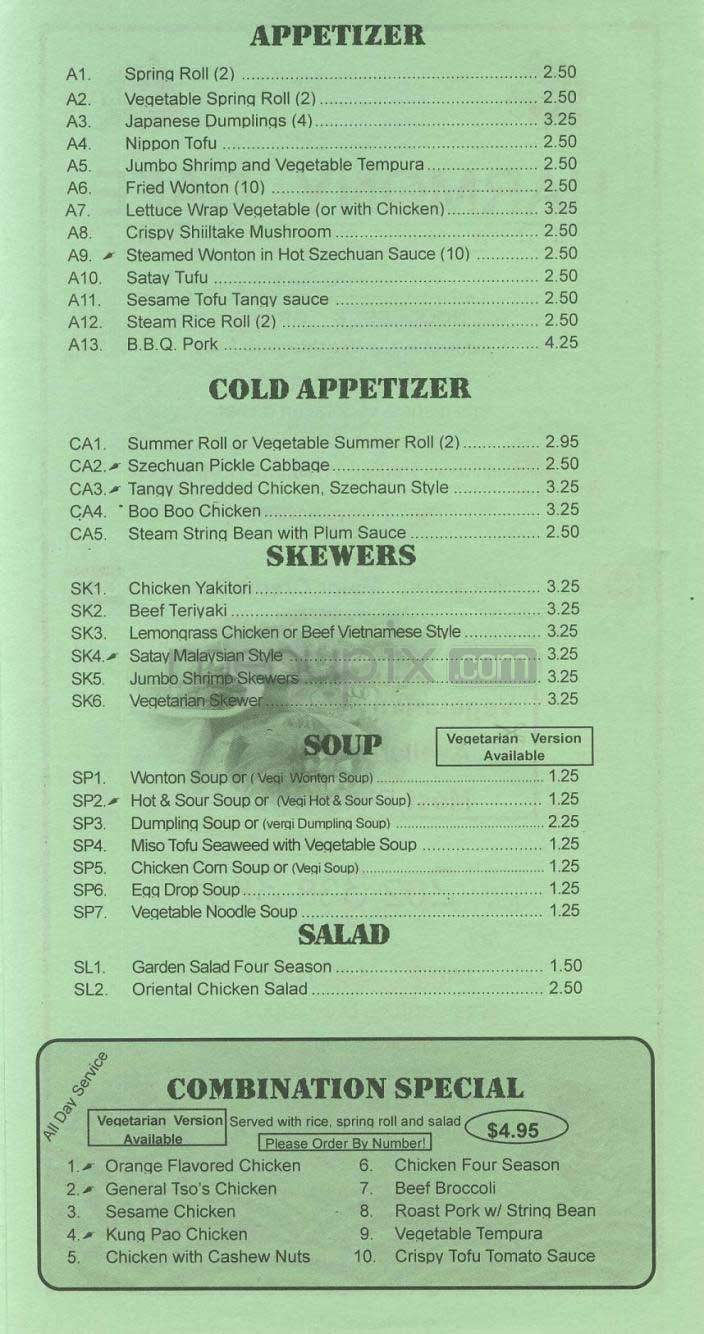 APPETIZER
A1. Spring Roll (2) 2.50
A2. Vegetable Spring Roll (2) 2.50
A3. Japanese Dumplings (4) 3.25
A4. Nippon Tofu 2.50
A5. Jumbo Shrimp and Vegetable Tempura 2.50
A6. Fried Wonton (10) 2.50
A7. Lettuce Wrap Vegetable (or with Chicken) 3.25
A8. Crispy Shiiltake Mushroom 2.50
A9. Steamed Wonton in Hot Szechuan Sauce (10) 2.50
A10. Satay Tufu 2.50
A11. Sesame Tofu Tangy sauce 2.50
A12. Steam Rice Roll (2) 2.50
A13. B.B.Q. Pork 4.25
COLD APPETIZER
CA1. Summer Roll or Vegetable Summer Roll (2) 2.95
CA2. Szechuan Pickle Cabbage 2.50
CA3. Tangy Shredded Chicken, Szechaun Style 3.25
CA4. Boo Boo Chicken 3.25
CA5. Steam String Bean with Plum Sauce 2.50
SKEWERS
SK1. Chicken Yakitori 3.25
SK2. Beef Teriyaki 3.25
SK3. Lemongrass Chicken or Beef Vietnamese Style 3.25
SK4. Satay Malaysian Style 3.25
SK5. Jumbo Shrimp Skewers 3.25
SK6. Vegetarian Skewer 3.25
SOUP
Vegetarian Version
Available
SP1. Wonton Soup or (Vegi Wonton Soup) 1.25
SP2. Hot & Sour Soup or (Vegi Hot & Sour Soup) 1.25
SP3. Dumpling Soup or (vergi Dumpling Soup) 2.25
SP4. Miso Tofu Seaweed with Vegetable Soup 1.25
SP5. Chicken Corn Soup or (Vegi Soup) 1.25
SP6. Egg Drop Soup 1.25
SP7. Vegetable Noodle Soup 1.25
SALAD
SL1. Garden Salad Four Season 1.50
SL2. Oriental Chicken Salad 2.50
All Day Service
COMBINATION SPECIAL
Vegetarian Version
Available
Served with rice, spring roll and salad $4.95
Please Order By Number!
1. Orange Flavored Chicken
2. General Tso's Chicken
3. Sesame Chicken
4. Kung Pao Chicken
5. Chicken with Cashew Nuts
6. Chicken Four Season
7. Beef Broccoli
8. Roast Pork w/ String Bean
9. Vegetable Tempura
10. Crispy Tofu Tomato Sauce